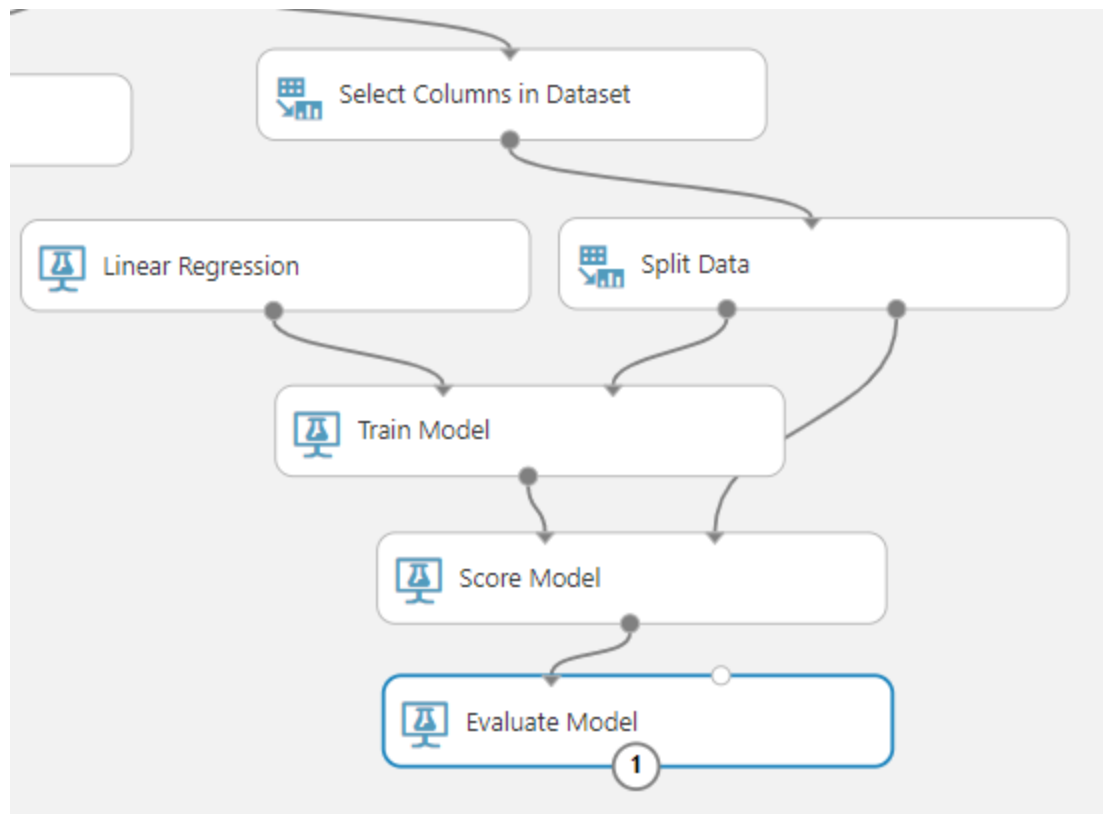 Select Columns in Dataset
Linear Regression
Split Data
Train Model
Score Model
Evaluate Model
1